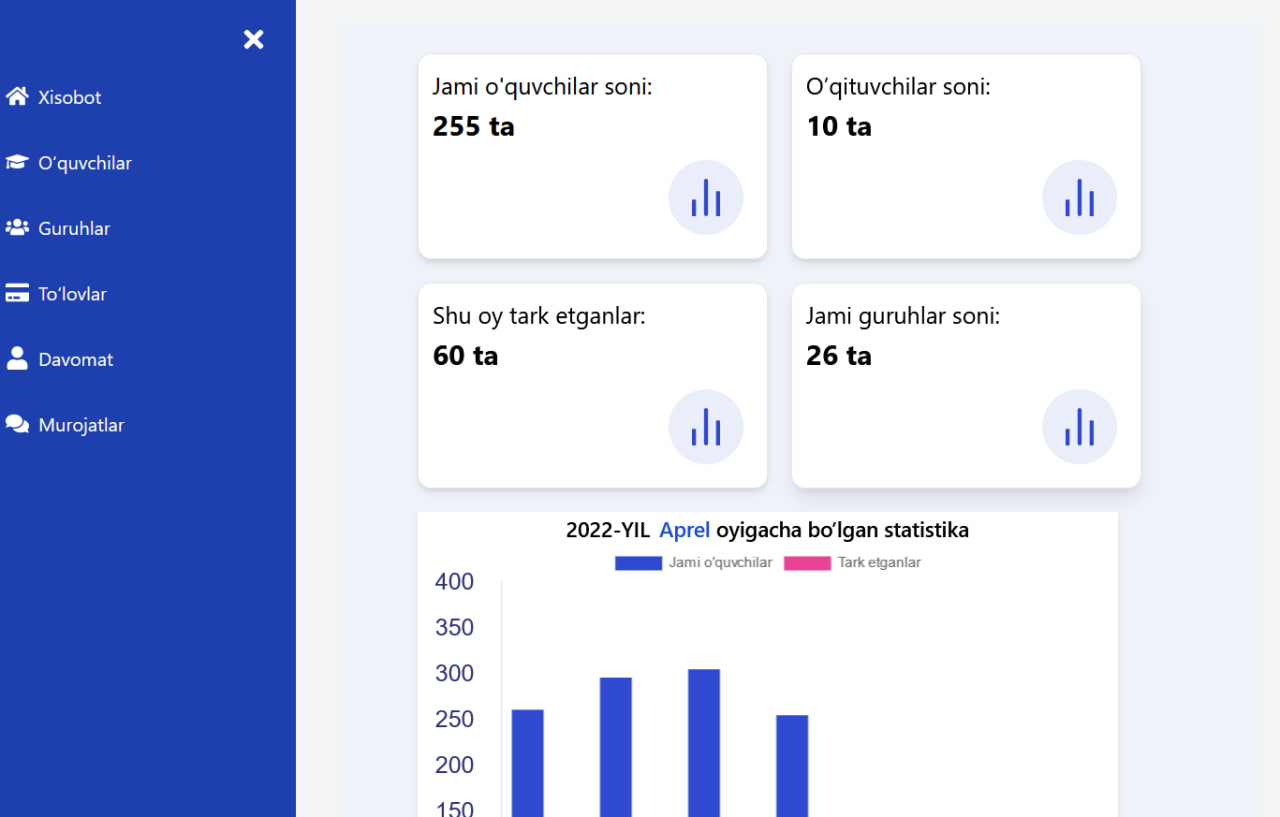 Xisobot
O‘quvchilar
Guruhlar
To‘lovlar
Davomat
Murojatlar
Jami o'quvchilar soni:
255 ta
O’qituvchilar soni:
10 ta
Shu oy tark etganlar:
60 ta
Jami guruhlar soni:
26 ta
2022-YIL Aprel oyigacha bo‘lgan statistika
Jami o'quvchilar Tark etganlar
400
350
300
250
200
150